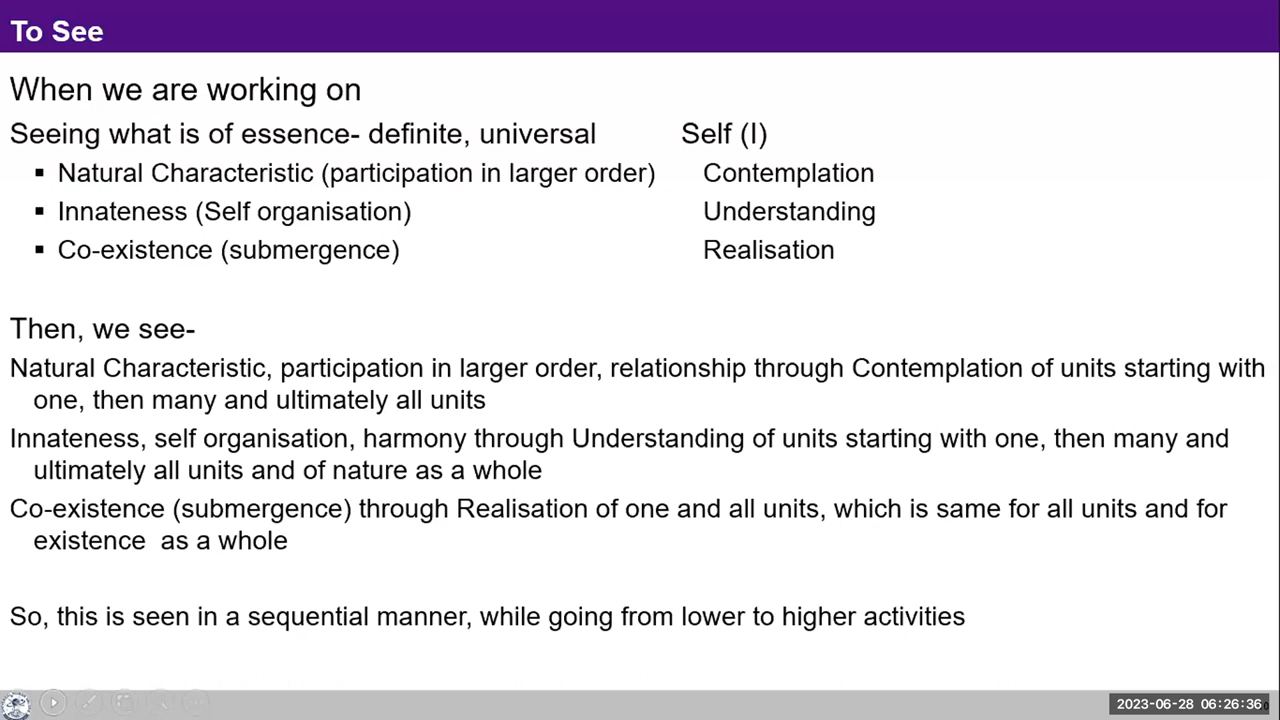 To See
When we are working on
Seeing what is of essence- definite, universal Self (I)
▪ Natural Characteristic (participation in larger order) Contemplation
▪ Innateness (Self organisation) Understanding
▪ Co-existence (submergence) Realisation
Then, we see-
Natural Characteristic, participation in larger order, relationship through Contemplation of units starting with
one, then many and ultimately all units
Innateness, self organisation, harmony through Understanding of units starting with one, then many and
ultimately all units and of nature as a whole
Co-existence (submergence) through Realisation of one and all units, which is same for all units and for
existence as a whole
So, this is seen in a sequential manner, while going from lower to higher activities
2023-06-28 06:26:36